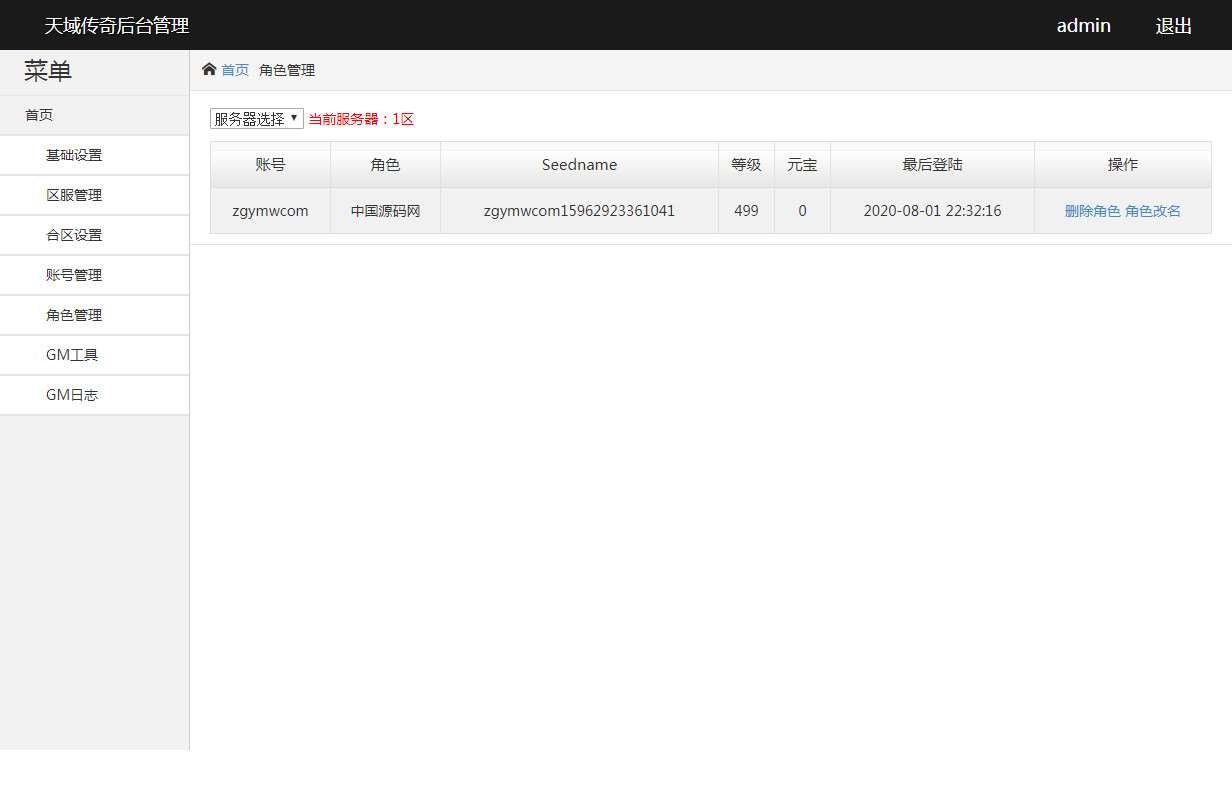 天域传奇后台管理 admin 退出
菜单
首页
基础设置
区服管理
合区设置
账号管理
角色管理
GM工具
GM日志
首页 角色管理
服务器选择 当前服务器：1区
账号 角色 Seedname 等级 元宝 最后登陆 操作
zgymwcom 中国源码网 zgymwcom15962923361041 499 0 2020-08-01 22:32:16 删除角色 角色改名